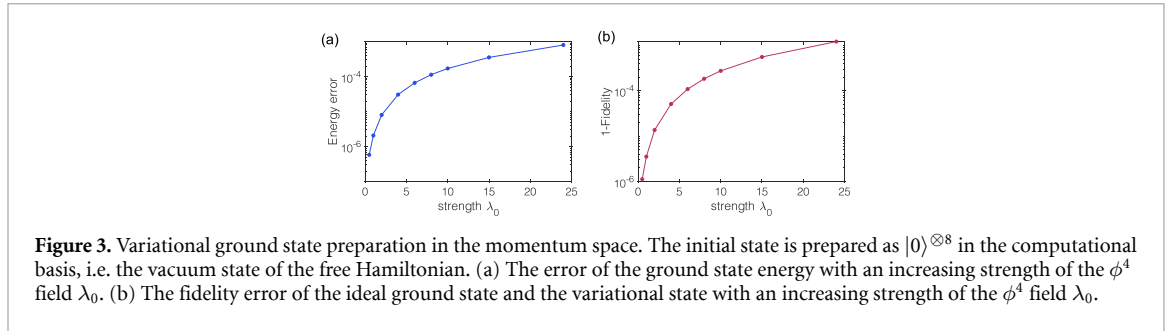 (a)
Energy error
10^-4
10^-6
0 5 10 15 20 25
strength λ_0
(b)
1-Fidelity
10^-4
10^-6
0 5 10 15 20 25
strength λ_0
Figure 3. Variational ground state preparation in the momentum space. The initial state is prepared as |0⟩^⊗8 in the computational
basis, i.e. the vacuum state of the free Hamiltonian. (a) The error of the ground state energy with an increasing strength of the ϕ^4
field λ_0. (b) The fidelity error of the ideal ground state and the variational state with an increasing strength of the ϕ^4 field λ_0.